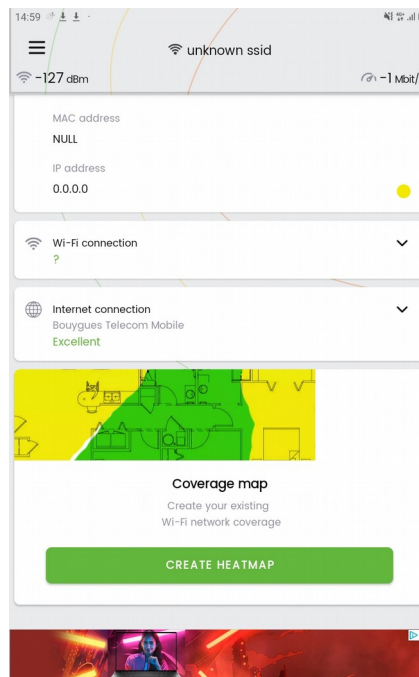 14:59
unknown ssid
-127 dBm
-1 Mbit/
MAC address
NULL
IP address
0.0.0.0
Wi-Fi connection
?
Internet connection
Bouygues Telecom Mobile
Excellent
Coverage map
Create your existing
Wi-Fi network coverage
CREATE HEATMAP